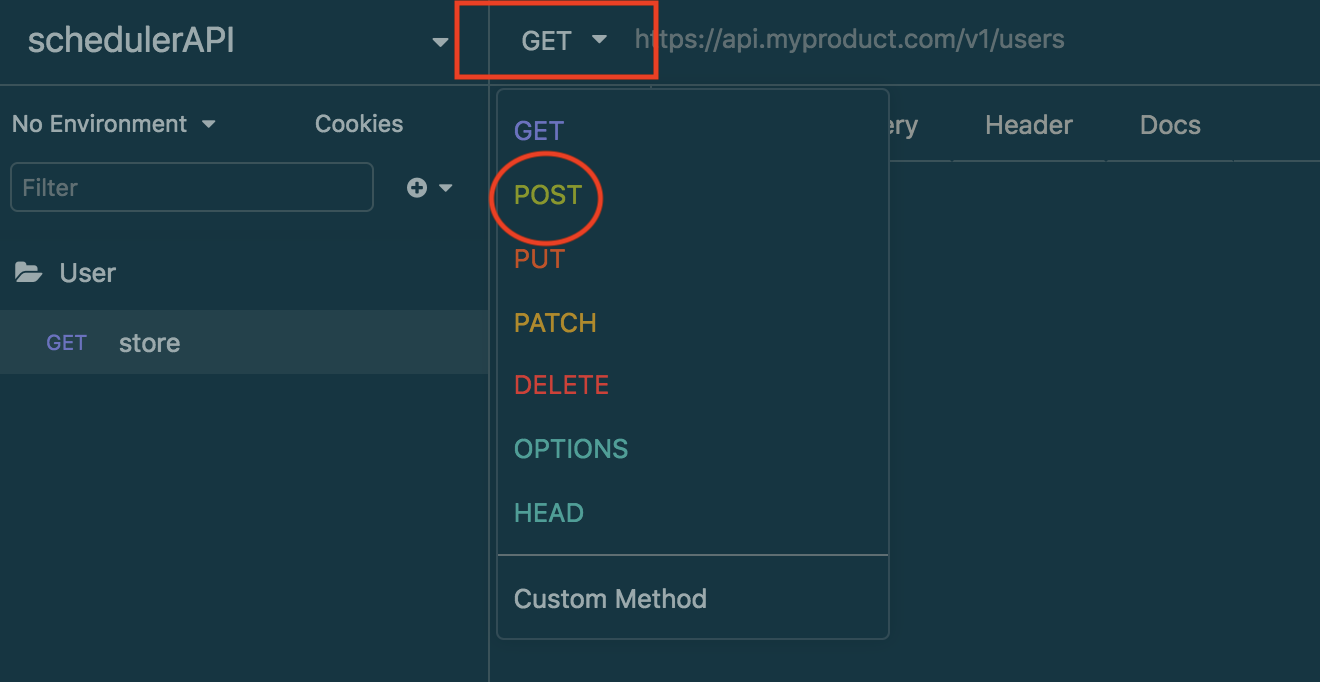 schedulerAPI
GET
https://api.myproduct.com/v1/users
No Environment
Cookies
Header
Docs
Filter
User
GET store
GET
POST
PUT
PATCH
DELETE
OPTIONS
HEAD
Custom Method